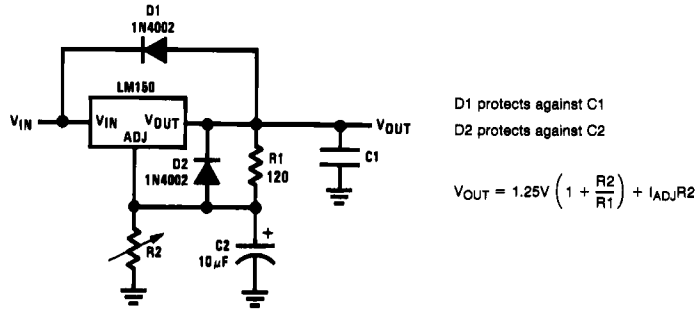 D1
1N4002
LM150
VIN
VIN
VOUT
ADJ
VOUT
D2
1N4002
R1
120
C1
R2
C2
10μF
+
D1 protects against C1
D2 protects against C2
VOUT = 1.25V (1 + R2/R1) + IADJR2